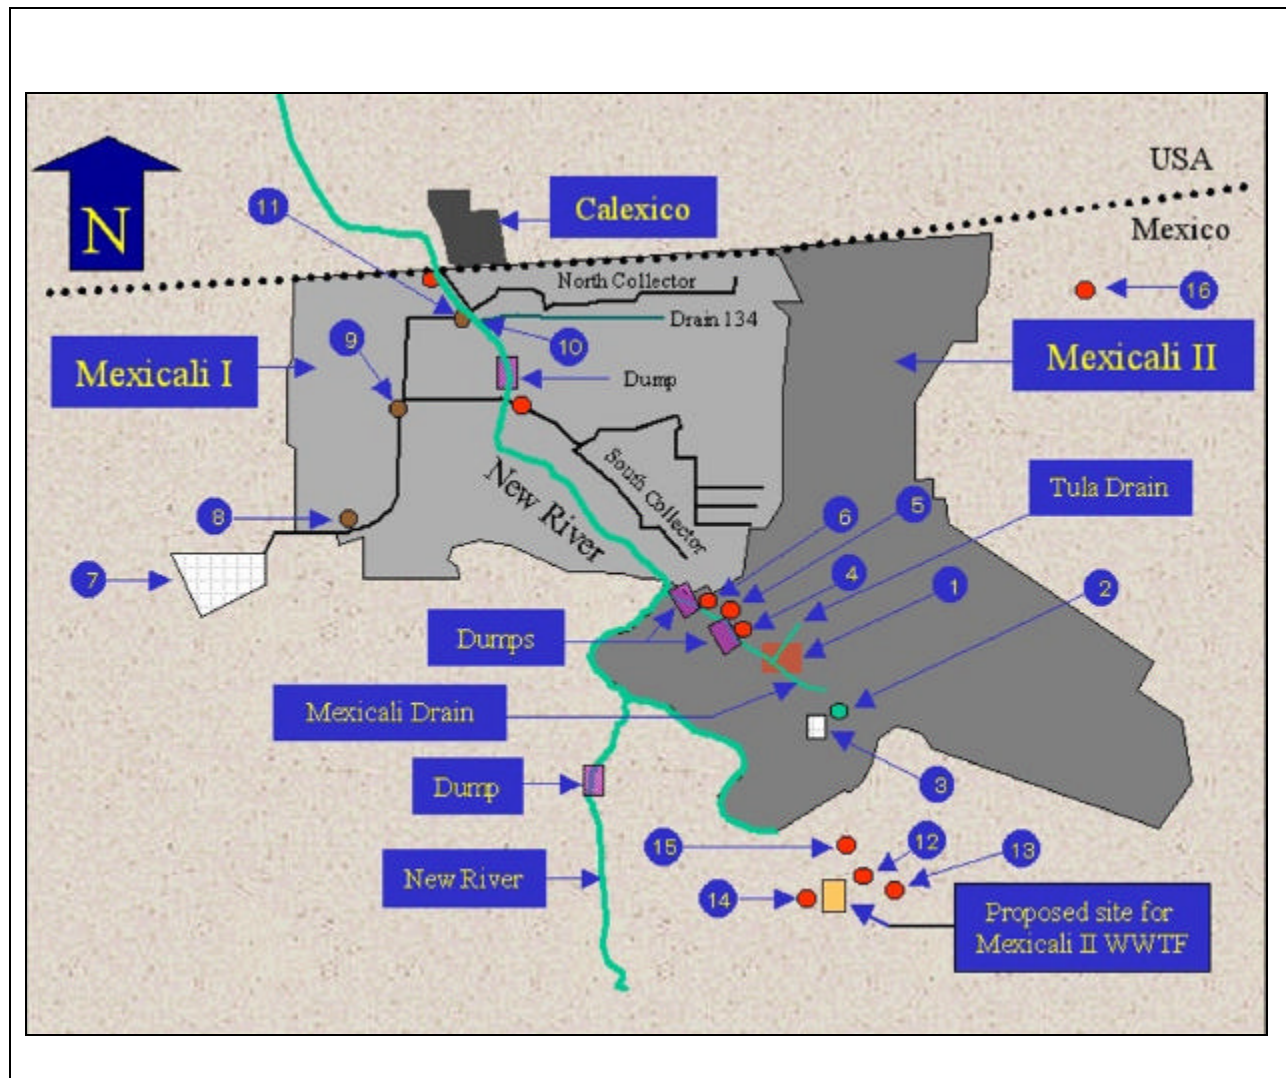 USA
N
11
Calexico
Mexico
North Collector
16
Drain 134
9
10
Mexicali I
Mexicali II
Dump
South Collector
New River
Tula Drain
8
6
5
4
1
2
7
Dumps
Mexicali Drain
Dump
3
15
12
13
New River
14
Proposed site for
Mexicali II WWTF